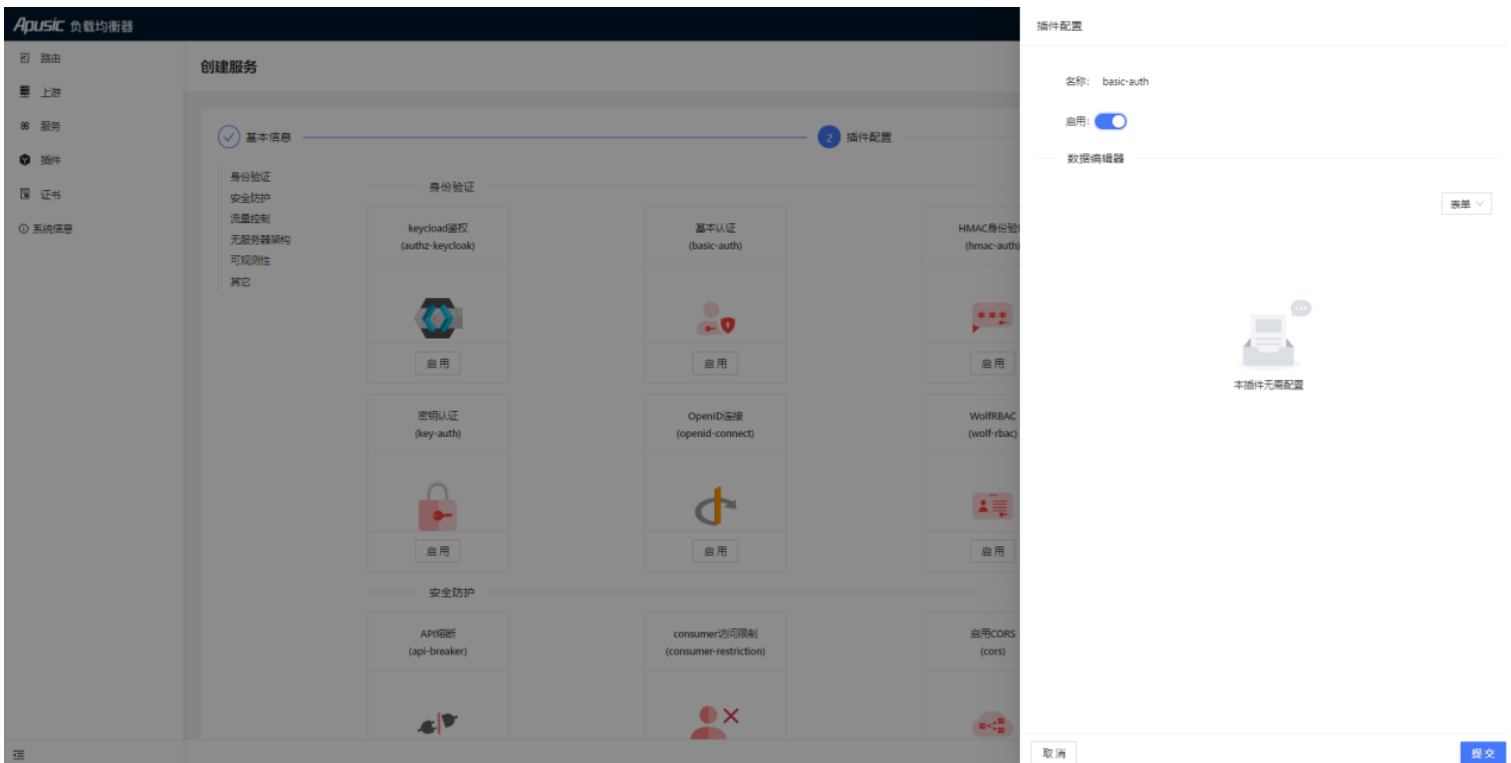 Apusic 负载均衡器
路由
上游
服务
插件
证书
系统信息
创建服务
基本信息
2 插件配置
身份验证
安全防护
流量控制
无服务器架构
可观测性
其它
身份验证
keycload鉴权
(authz-keycloak)
启用
基本认证
(basic-auth)
启用
HMAC身份验
(hmac-auth)
***
启用
密钥认证
(key-auth)
启用
OpenID连接
(openid-connect)
启用
WolfRBAC
(wolf-rbac)
启用
安全防护
API熔断
(api-breaker)
consumer访问限制
(consumer-restriction)
启用CORS
(cors)
插件配置
名称: basic-auth
启用:
数据编辑器
表单
本插件无需配置
取消
提交